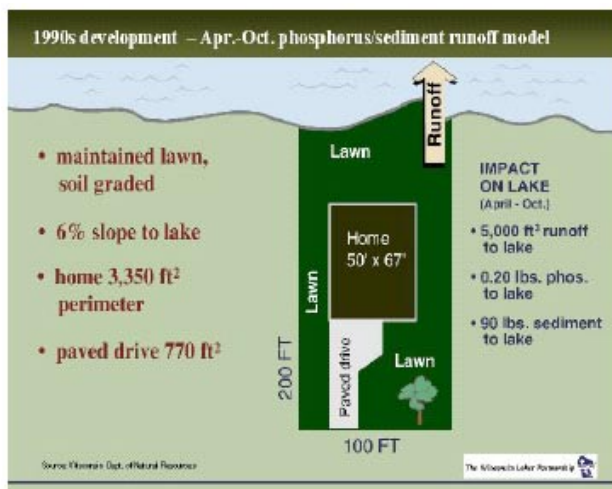 1990s development – Apr.-Oct. phosphorus/sediment runoff model
• maintained lawn,
soil graded
• 6% slope to lake
• home 3,350 ft²
perimeter
• paved drive 770 ft²
Runoff
Lawn
Home
50' x 67'
Lawn
Paved drive
Lawn
200 FT
100 FT
IMPACT
ON LAKE
(April - Oct.)
• 5,000 ft³ runoff
to lake
• 0.20 lbs. phos.
to lake
• 90 lbs. sediment
to lake
Source: Wisconsin Dept. of Natural Resources
The Wisconsin Lakes Partnership